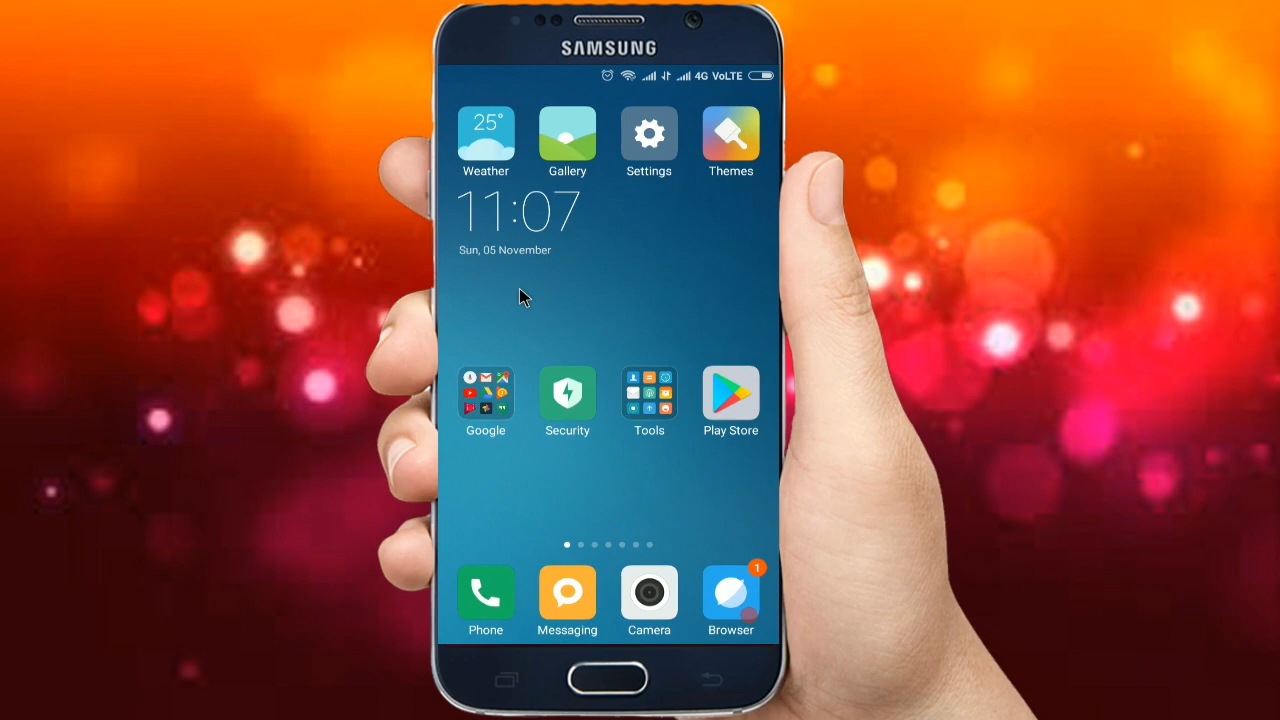 SAMSUNG
4G VoLTE
25°
Weather Gallery Settings Themes
11:07
Sun, 05 November
Google Security Tools Play Store
1
Phone Messaging Camera Browser